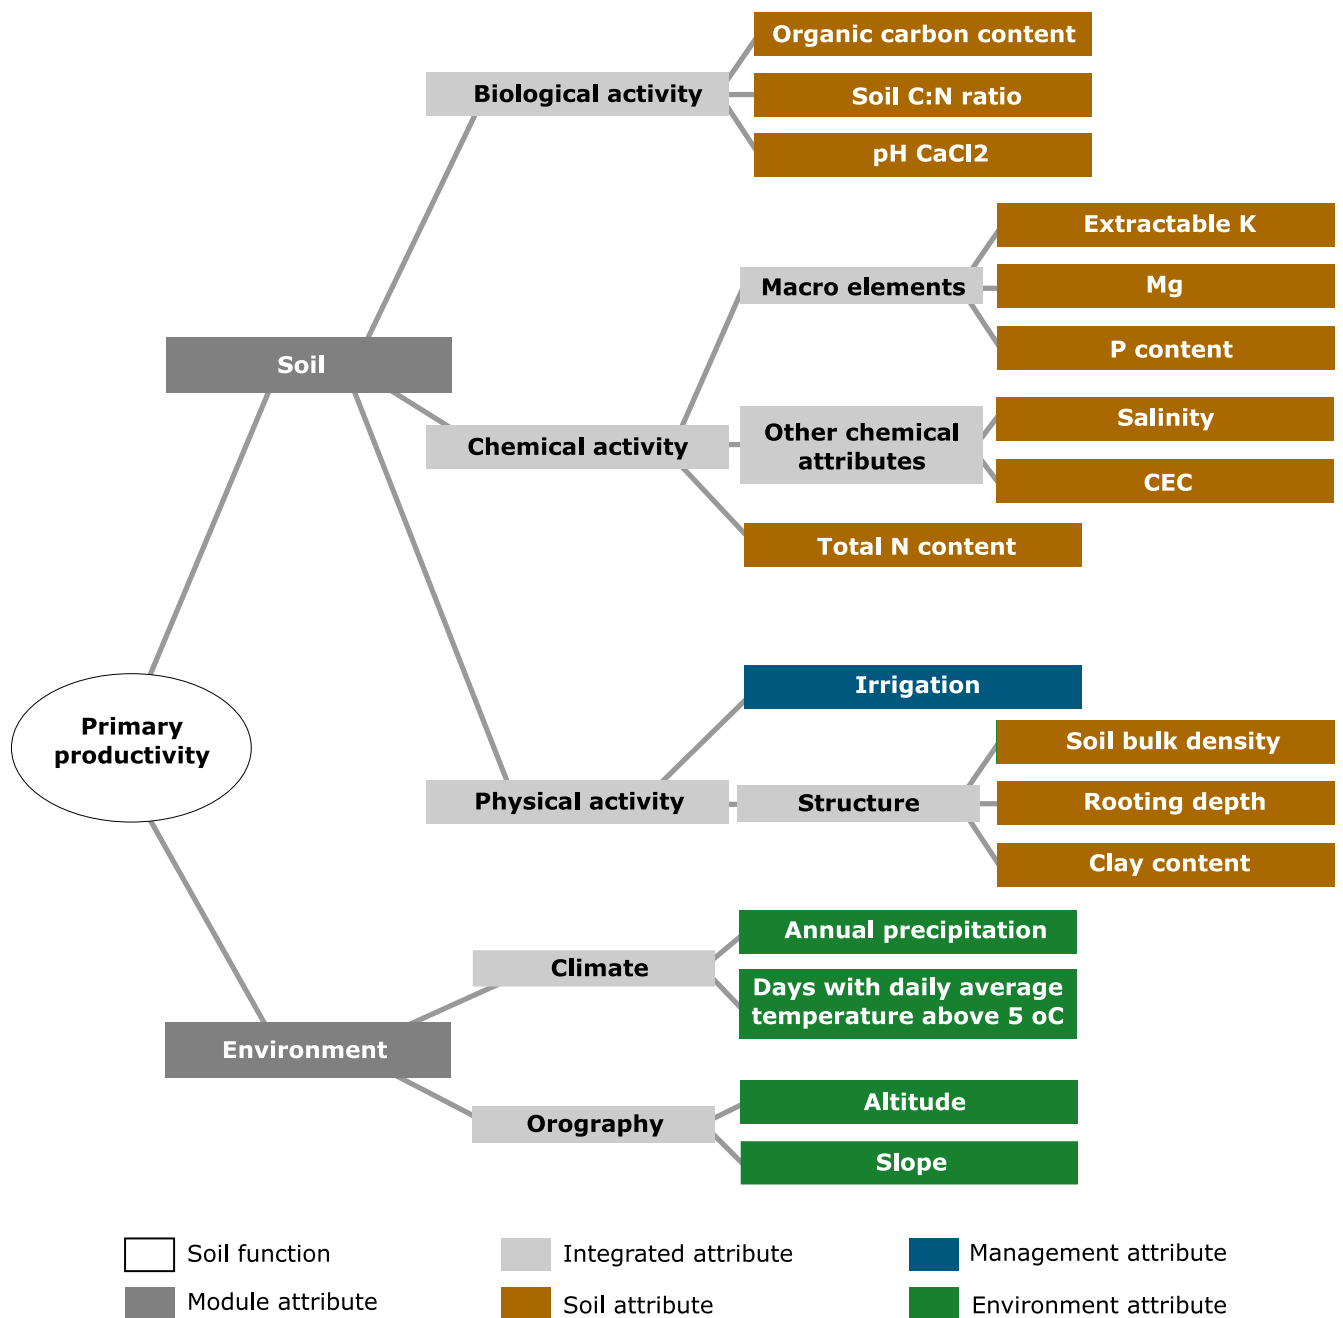 Organic carbon content
Biological activity
Soil C:N ratio
pH CaCl2
Extractable K
Macro elements
Mg
P content
Soil
Salinity
Other chemical
attributes
Chemical activity
CEC
Total N content
Irrigation
Primary
productivity
Soil bulk density
Physical activity
Structure
Rooting depth
Clay content
Annual precipitation
Climate
Days with daily average
temperature above 5 oC
Environment
Altitude
Orography
Slope
Soil function
Integrated attribute
Management attribute
Module attribute
Soil attribute
Environment attribute